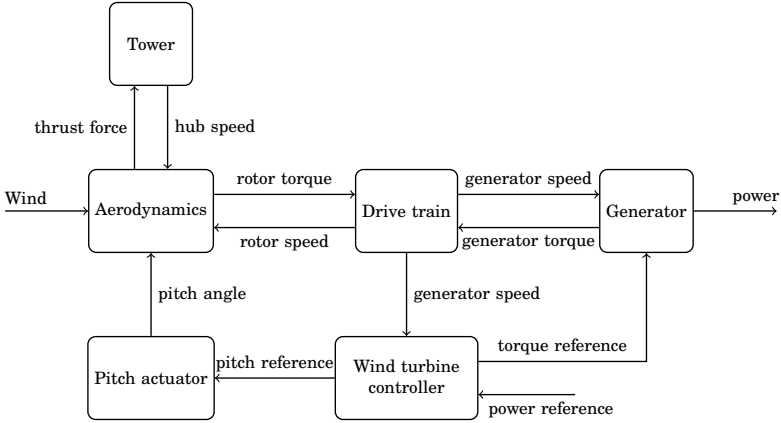 Tower
thrust force
hub speed
Wind
Aerodynamics
rotor torque
rotor speed
Drive train
generator speed
generator torque
Generator
power
pitch angle
generator speed
Pitch actuator
pitch reference
Wind turbine
controller
torque reference
power reference